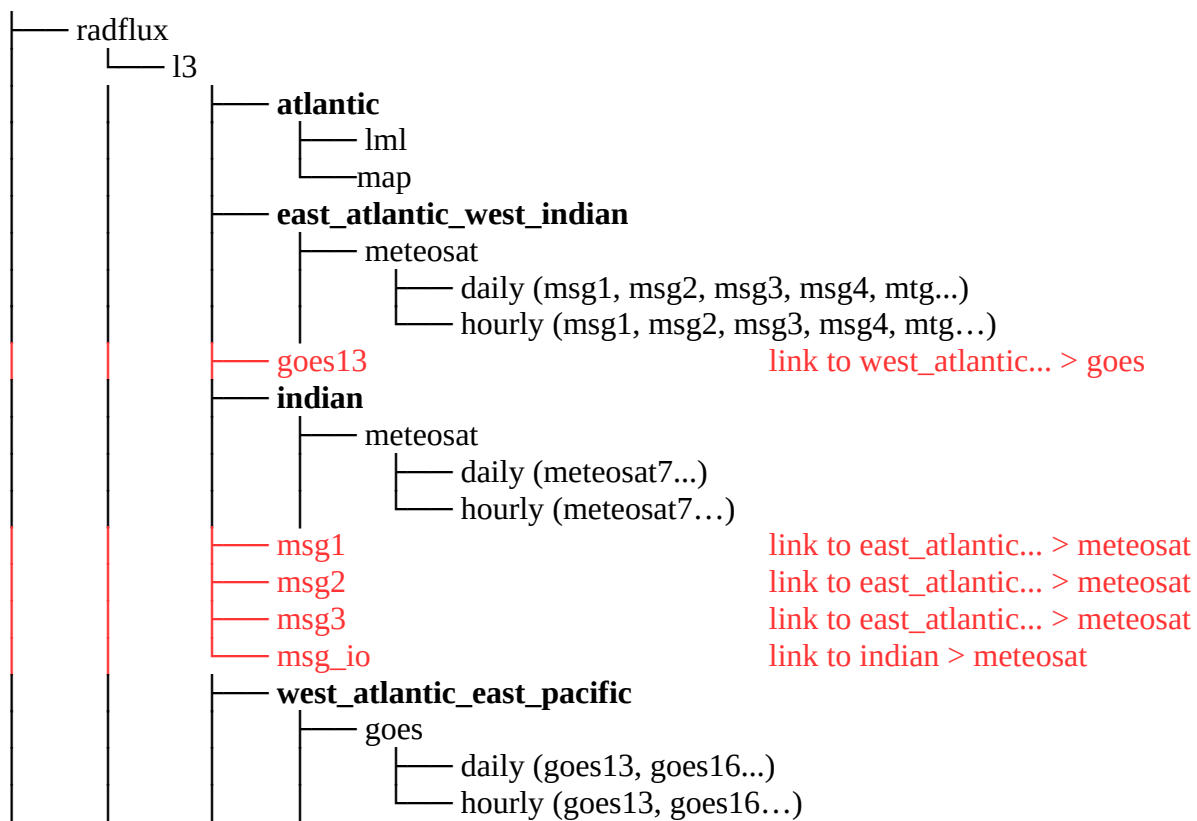 radflux
l3
atlantic
lml
map
east_atlantic_west_indian
meteosat
daily (msg1, msg2, msg3, msg4, mtg...)
hourly (msg1, msg2, msg3, msg4, mtg…)
goes13 link to west_atlantic... > goes
indian
meteosat
daily (meteosat7...)
hourly (meteosat7…)
msg1 link to east_atlantic... > meteosat
msg2 link to east_atlantic... > meteosat
msg3 link to east_atlantic... > meteosat
msg_io link to indian > meteosat
west_atlantic_east_pacific
goes
daily (goes13, goes16...)
hourly (goes13, goes16…)